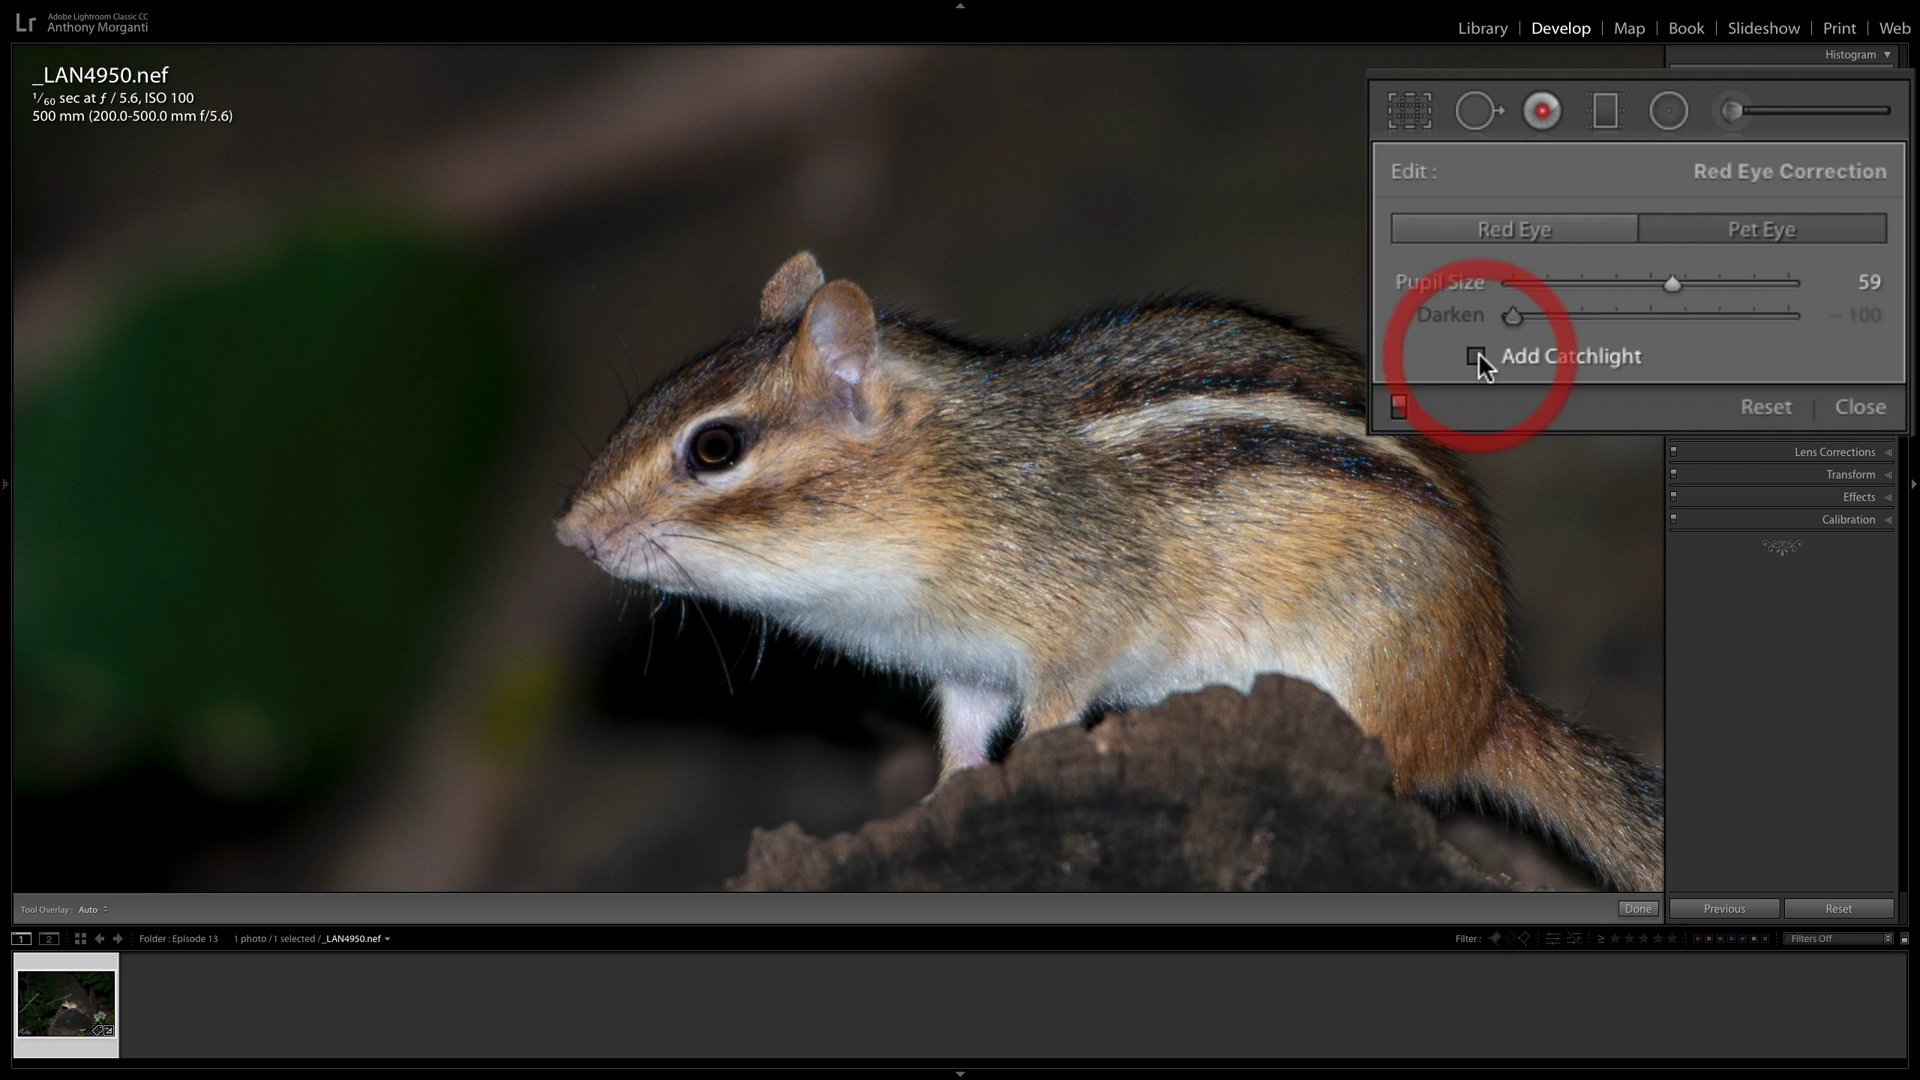 Lr Adobe Lightroom Classic CC
Anthony Morganti
Library | Develop | Map | Book | Slideshow | Print | Web
_LAN4950.nef
1/60 sec at ƒ / 5.6, ISO 100
500 mm (200.0-500.0 mm f/5.6)
Histogram
Edit : Red Eye Correction
Red Eye Pet Eye
Pupil Size 59
Darken - 100
Add Catchlight
Reset Close
Lens Corrections
Transform
Effects
Calibration
Tool Overlay : Auto Done Previous Reset
1 2 Folder : Episode 13 1 photo / 1 selected / _LAN4950.nef Filter : ≥ Filters Off